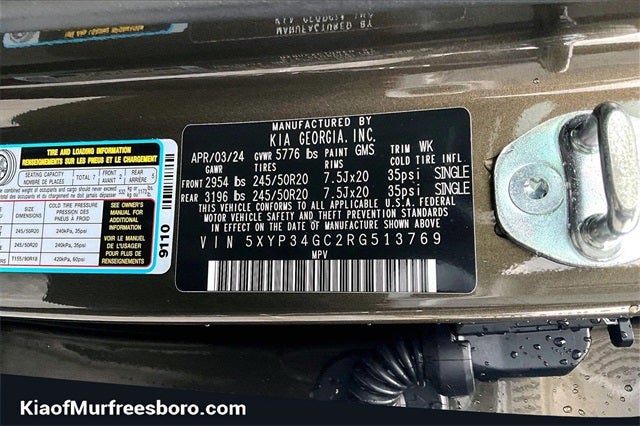 MANUFACTURED BY
KIA GEORGIA, INC.
APR/03/24 GVWR 5776 lbs PAINT GMS TRIM WK
GAWR TIRES RIMS COLD TIRE INFL.
FRONT 2954 lbs 245/50R20 7.5Jx20 35psi SINGLE
REAR 3196 lbs 245/50R20 7.5Jx20 35psi SINGLE
THIS VEHICLE CONFORMS TO ALL APPLICABLE U.S.A. FEDERAL
MOTOR VEHICLE SAFETY, BUMPER, AND THEFT PREVENTION
STANDARDS IN EFFECT ON THE DATE OF MANUFACTURE SHOWN ABOVE.
VIN 5XYP34GC2RG513769
MPV
TIRE AND LOADING INFORMATION
RENSEIGNEMENTS SUR LES PNEUS ET LE CHARGEMENT
SEATING CAPACITY TOTAL 7 FRONT 2 REAR 5
NOMBRE DE PLACES AVANT ARRIÈRE
SIZE COLD TIRE PRESSURE
DIMENSIONS PRESSION DES PNEUS À FROID
245/50R20 240kPa, 35psi
245/50R20 240kPa, 35psi
T155/90R18 420kPa, 60psi
SEE OWNER'S
MANUAL FOR
ADDITIONAL
INFORMATION
VOIR LE MANUEL
DE L'USAGER
POUR PLUS DE
RENSEIGNEMENTS
9110
KiaofMurfreesboro.com